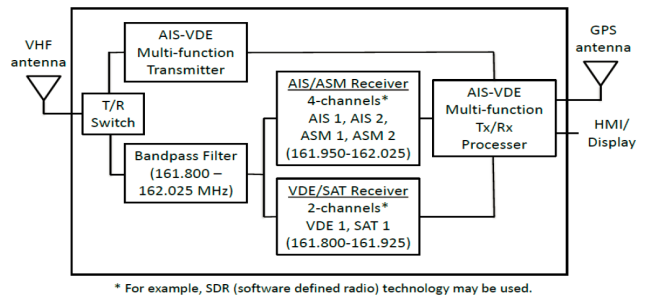 VHF
antenna
AIS-VDE
Multi-function
Transmitter
T/R
Switch
Bandpass Filter
(161.800 –
162.025 MHz)
AIS/ASM Receiver
4-channels*
AIS 1, AIS 2,
ASM 1, ASM 2
(161.950-162.025)
VDE/SAT Receiver
2-channels*
VDE 1, SAT 1
(161.800-161.925)
AIS-VDE
Multi-function
Tx/Rx
Processer
GPS
antenna
HMI/
Display
* For example, SDR (software defined radio) technology may be used.